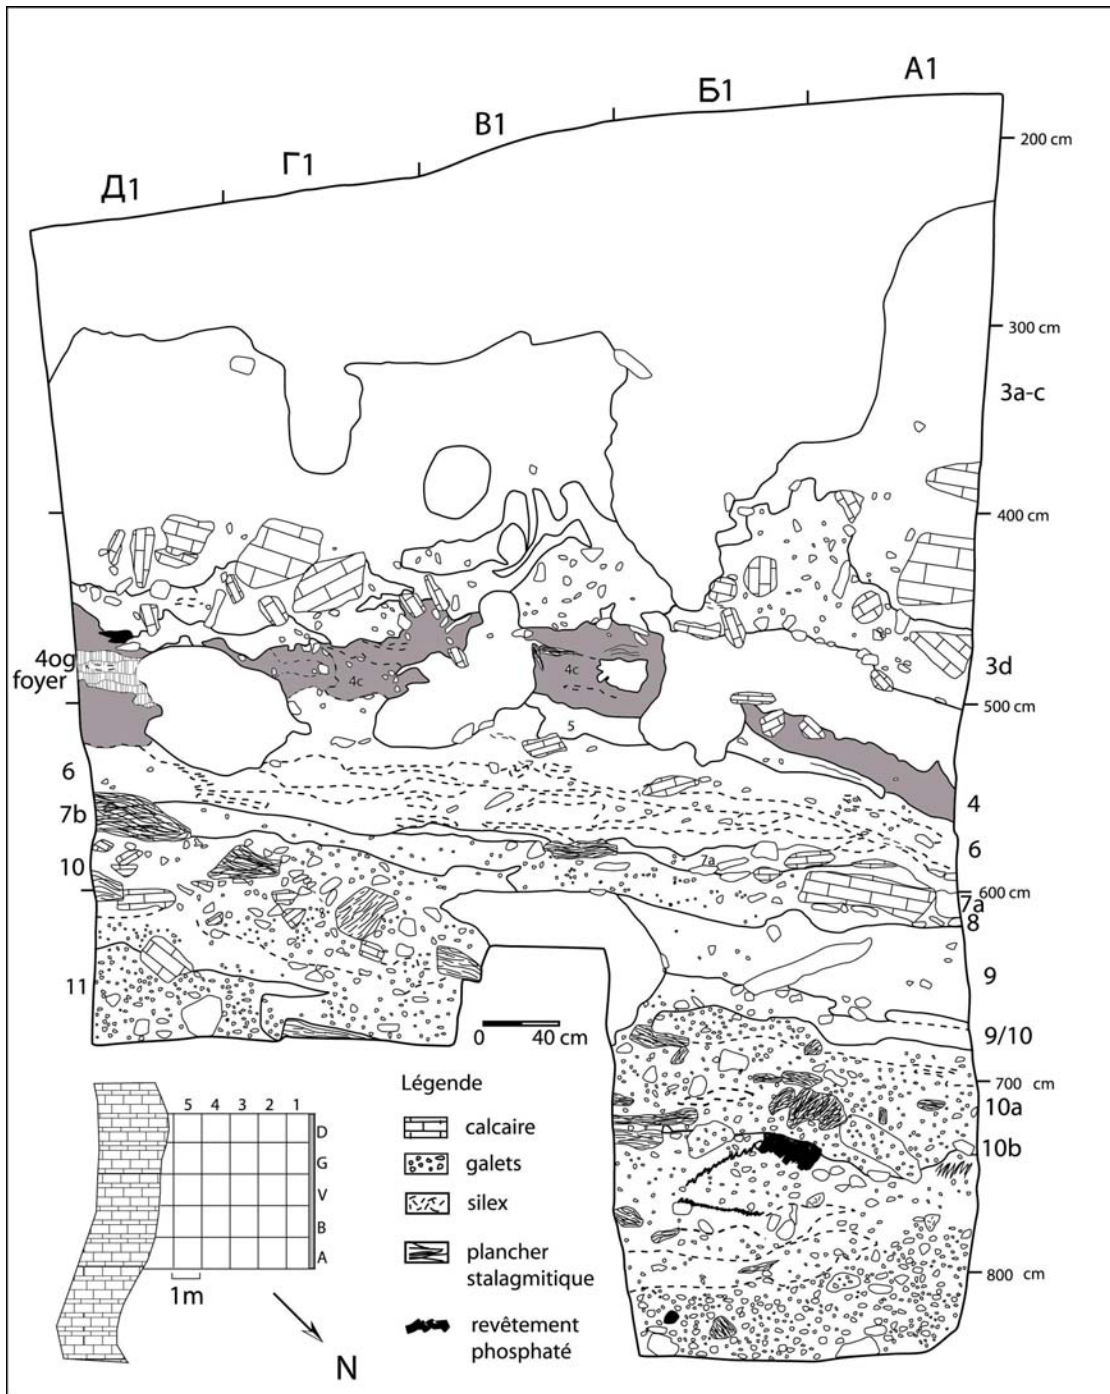 А1
Б1
В1
Г1
Д1
200 cm
300 cm
3a-c
400 cm
4og
foyer
4c
4c
3d
500 cm
5
6
4
7b
6
7a
10
600 cm
7a
8
11
9
0 40 cm
9/10
700 cm
10a
10b
800 cm
Légende
calcaire
galets
silex
plancher
stalagmitique
revêtement
phosphaté
5 4 3 2 1
D
G
V
B
A
1m
N